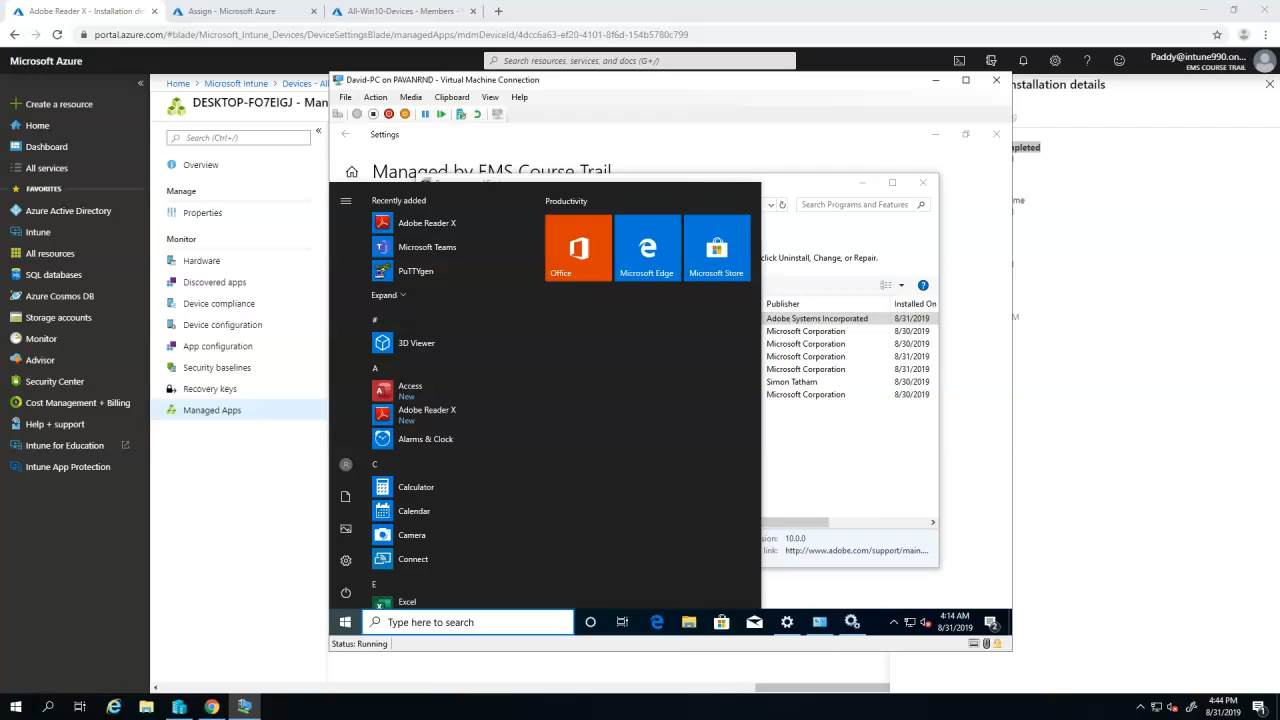 Adobe Reader X - Installation det
Assign - Microsoft Azure
All-Win10-Devices - Members -
portal.azure.com/#blade/Microsoft_Intune_Devices/DeviceSettingsBlade/managedApps/mdmDeviceId/4dcc6a63-ef20-4101-8f6d-154b5780c799
Microsoft Azure
Search resources, services, and docs (G+/)
Paddy@intune990.on...
EMS COURSE TRAIL
Create a resource
Home
Dashboard
All services
FAVORITES
Azure Active Directory
Intune
All resources
SQL databases
Azure Cosmos DB
Storage accounts
Monitor
Advisor
Security Center
Cost Management + Billing
Help + support
Intune for Education
Intune App Protection
Home
Microsoft Intune
Devices - All
DESKTOP-FO7EIGJ - Man
Search (Ctrl+/)
Overview
Manage
Properties
Monitor
Hardware
Discovered apps
Device compliance
Device configuration
App configuration
Security baselines
Recovery keys
Managed Apps
nstallation details
mpleted
me
M
David-PC on PAVANRND - Virtual Machine Connection
File Action Media Clipboard View Help
Settings
Managed by EMS Course Trail
Recently added
Adobe Reader X
Microsoft Teams
PuTTYgen
Expand
#
3D Viewer
A
Access
New
Adobe Reader X
New
Alarms & Clock
C
Calculator
Calendar
Camera
Connect
E
Excel
Productivity
Office
Microsoft Edge
Microsoft Store
Search Programs and Features
click Uninstall, Change, or Repair.
Publisher Installed On
Adobe Systems Incorporated 8/31/2019
Microsoft Corporation 8/30/2019
Microsoft Corporation 8/30/2019
Microsoft Corporation 8/31/2019
Microsoft Corporation 8/30/2019
Simon Tatham 8/30/2019
Microsoft Corporation 8/30/2019
sion: 10.0.0
link: http://www.adobe.com/support/main....
Type here to search
4:14 AM
8/31/2019
2
Status: Running
4:44 PM
8/31/2019
1